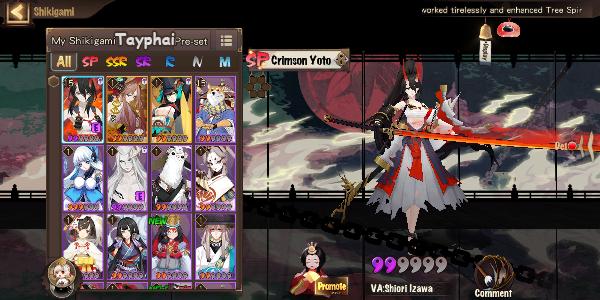 Shikigami
worked tirelessly and enhanced Tree Spir
My Shikigami Tayphai Pre-set
All SP SSR SR R N M
SP Crimson Yoto
NEW
Promote
VA:Shiori Izawa
Comment